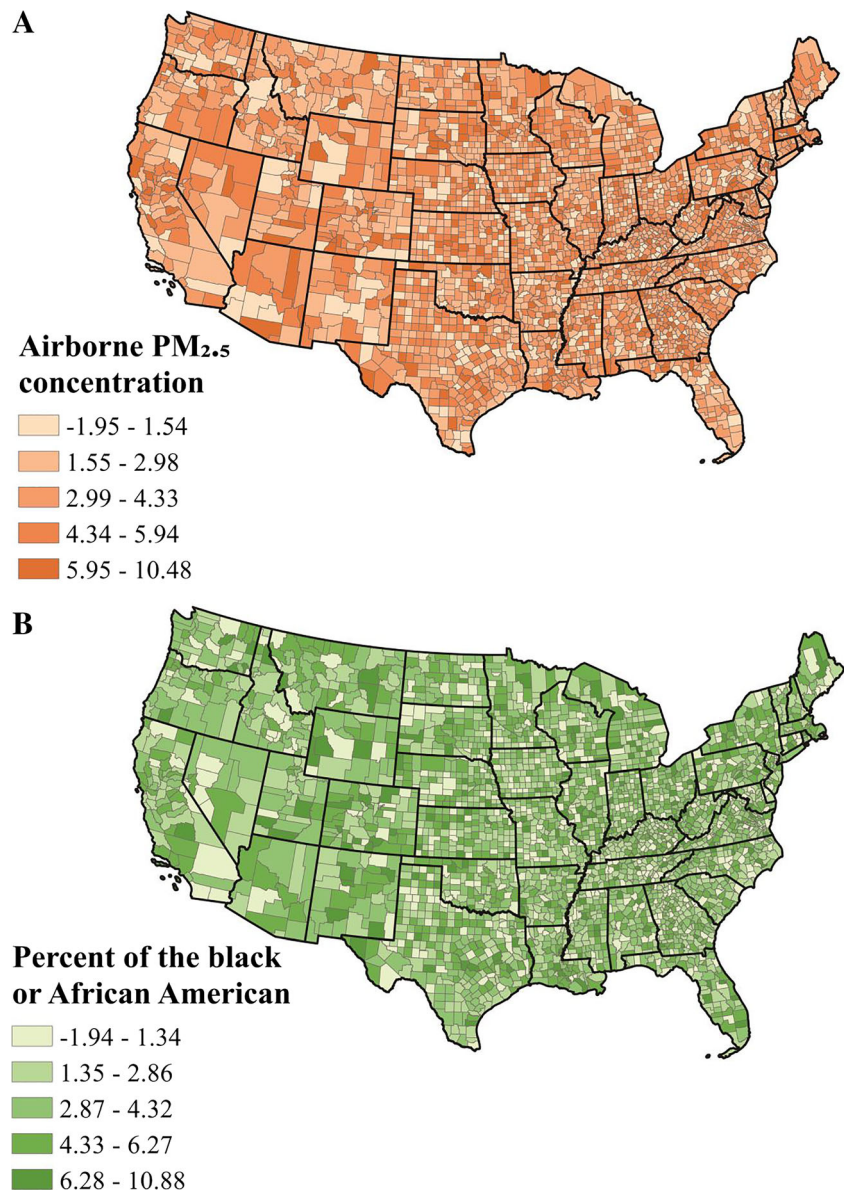 A
Airborne PM₂.₅
concentration
-1.95 - 1.54
1.55 - 2.98
2.99 - 4.33
4.34 - 5.94
5.95 - 10.48
B
Percent of the black
or African American
-1.94 - 1.34
1.35 - 2.86
2.87 - 4.32
4.33 - 6.27
6.28 - 10.88